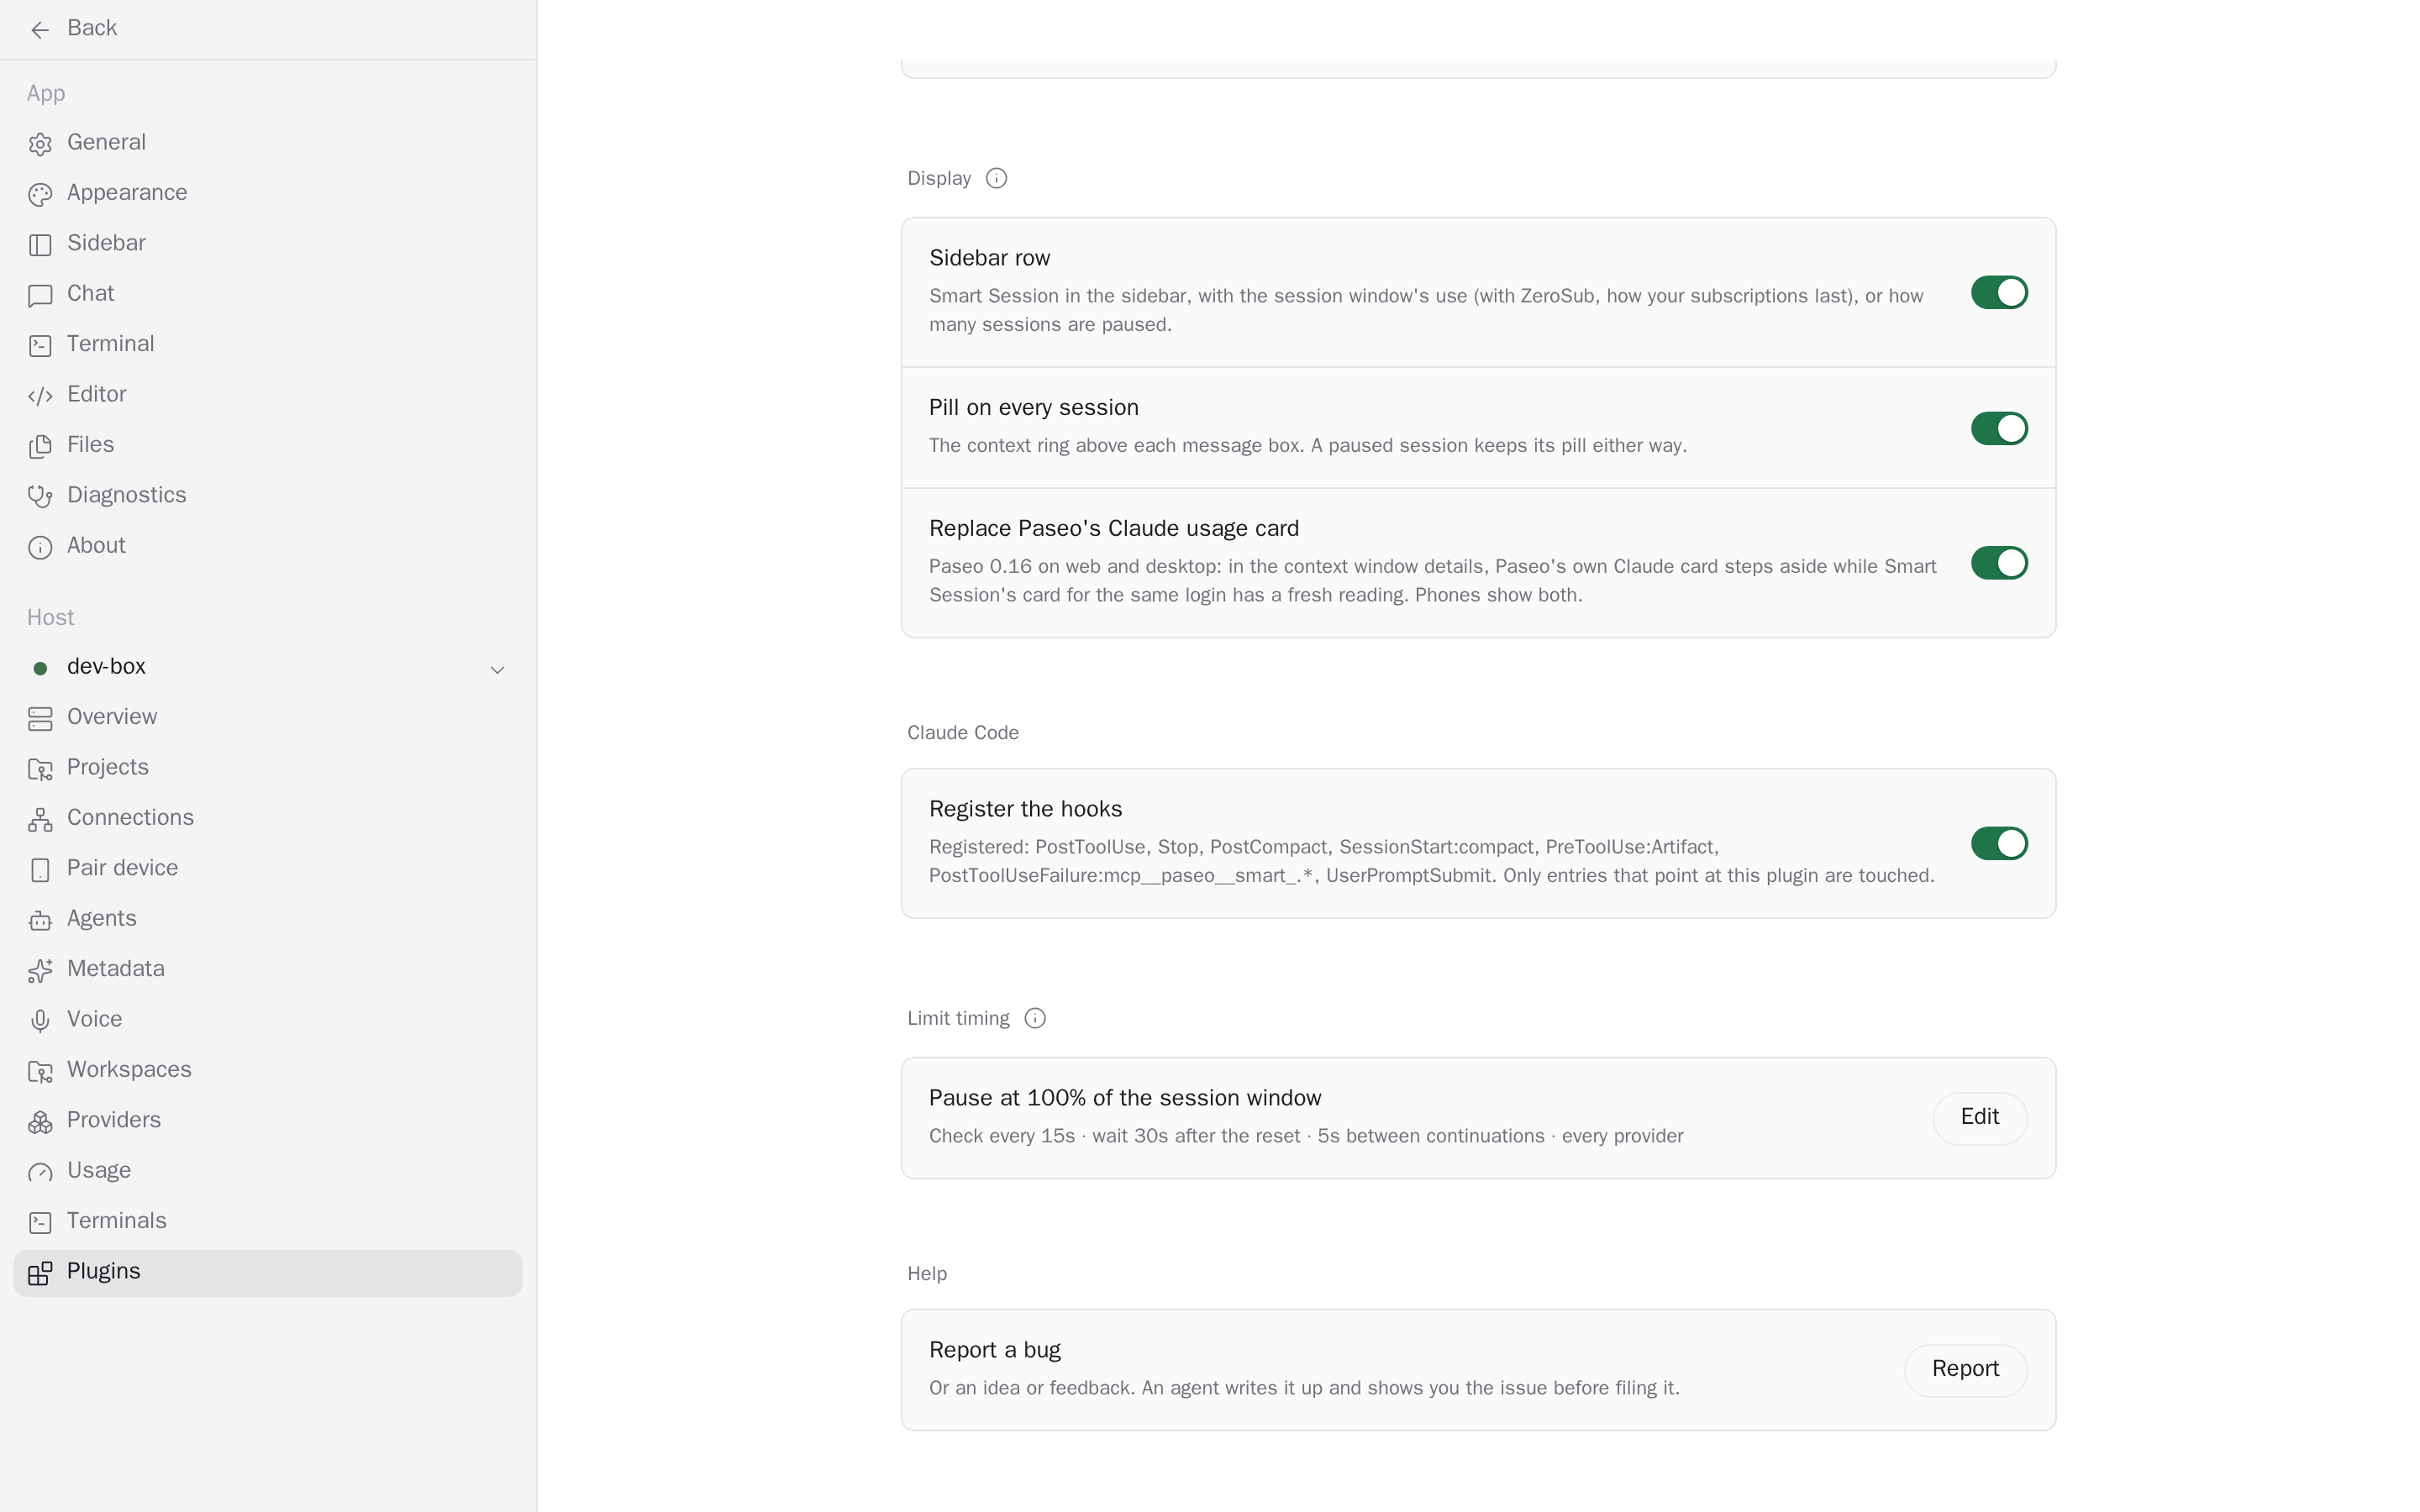 Back
App
General
Appearance
Sidebar
Chat
Terminal
Editor
Files
Diagnostics
About
Host
dev-box
Overview
Projects
Connections
Pair device
Agents
Metadata
Voice
Workspaces
Providers
Usage
Terminals
Plugins
Display
Sidebar row
Smart Session in the sidebar, with the session window's use (with ZeroSub, how your subscriptions last), or how
many sessions are paused.
Pill on every session
The context ring above each message box. A paused session keeps its pill either way.
Replace Paseo's Claude usage card
Paseo 0.16 on web and desktop: in the context window details, Paseo's own Claude card steps aside while Smart
Session's card for the same login has a fresh reading. Phones show both.
Claude Code
Register the hooks
Registered: PostToolUse, Stop, PostCompact, SessionStart:compact, PreToolUse:Artifact,
PostToolUseFailure:mcp__paseo__smart_.*, UserPromptSubmit. Only entries that point at this plugin are touched.
Limit timing
Pause at 100% of the session window
Check every 15s · wait 30s after the reset · 5s between continuations · every provider
Edit
Help
Report a bug
Or an idea or feedback. An agent writes it up and shows you the issue before filing it.
Report